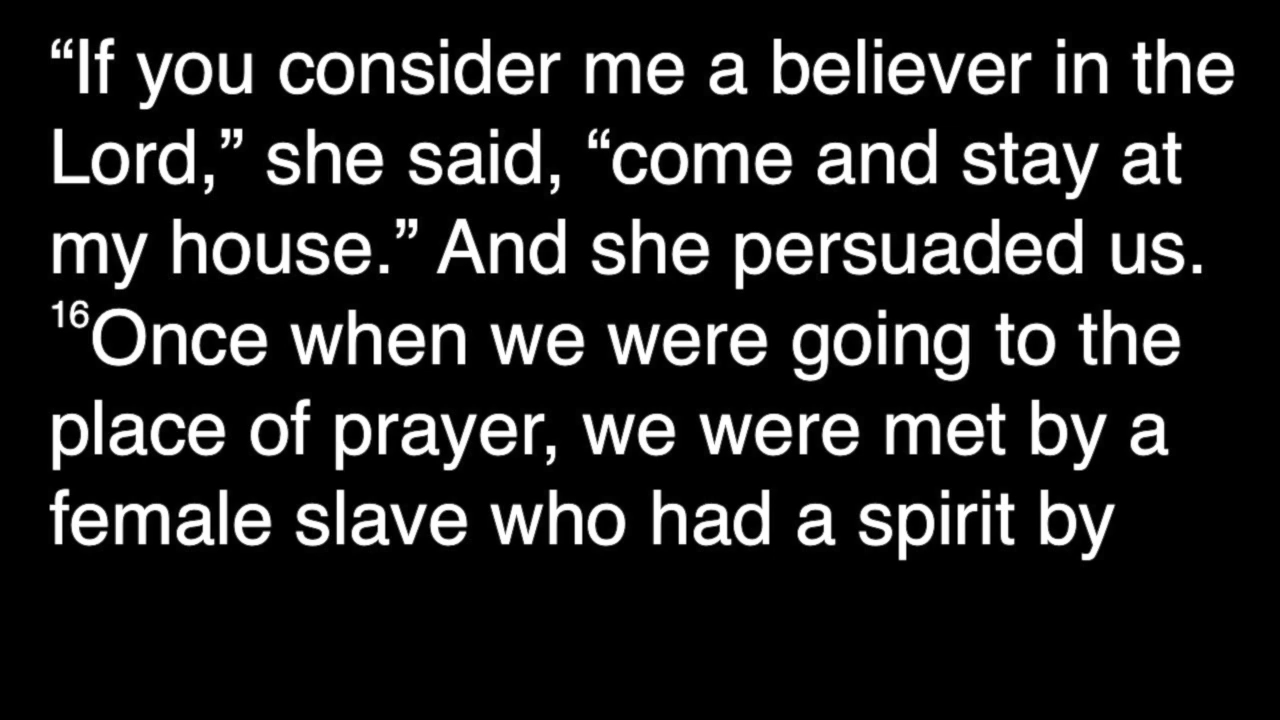 “If you consider me a believer in the
Lord,” she said, “come and stay at
my house.” And she persuaded us.
¹⁶Once when we were going to the
place of prayer, we were met by a
female slave who had a spirit by